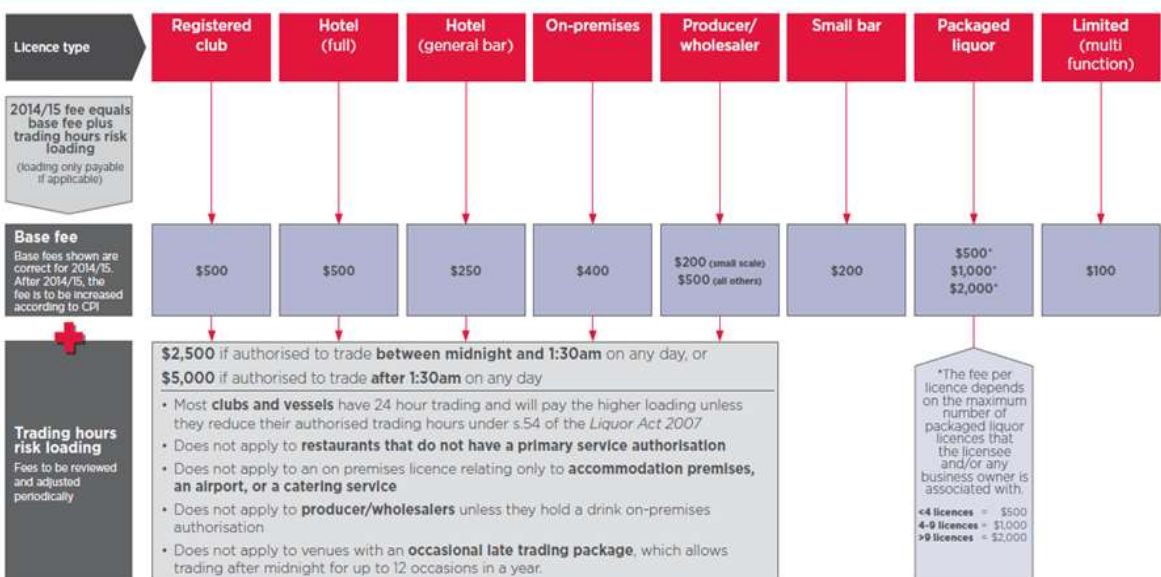 Licence type
Registered
club
Hotel
(full)
Hotel
(general bar)
On-premises
Producer/
wholesaler
Small bar
Packaged
liquor
Limited
(multi
function)
2014/15 fee equals
base fee plus
trading hours risk
loading
(loading only payable
if applicable)
Base fee
Base fees shown are
correct for 2014/15.
After 2014/15, the
fee is to be increased
according to CPI
$500
$500
$250
$400
$200 (small scale)
$500 (all others)
$200
$500*
$1,000*
$2,000*
$100
Trading hours
risk loading
Fees to be reviewed
and adjusted
periodically
$2,500 if authorised to trade between midnight and 1:30am on any day, or
$5,000 if authorised to trade after 1:30am on any day
• Most clubs and vessels have 24 hour trading and will pay the higher loading unless
they reduce their authorised trading hours under s.54 of the Liquor Act 2007
• Does not apply to restaurants that do not have a primary service authorisation
• Does not apply to an on premises licence relating only to accommodation premises,
an airport, or a catering service
• Does not apply to producer/wholesalers unless they hold a drink on-premises
authorisation
• Does not apply to venues with an occasional late trading package, which allows
trading after midnight for up to 12 occasions in a year.
*The fee per
licence depends
on the maximum
number of
packaged liquor
licences that
the licensee
and/or any
business owner is
associated with.
<4 licences = $500
4-9 licences = $1,000
>9 licences = $2,000